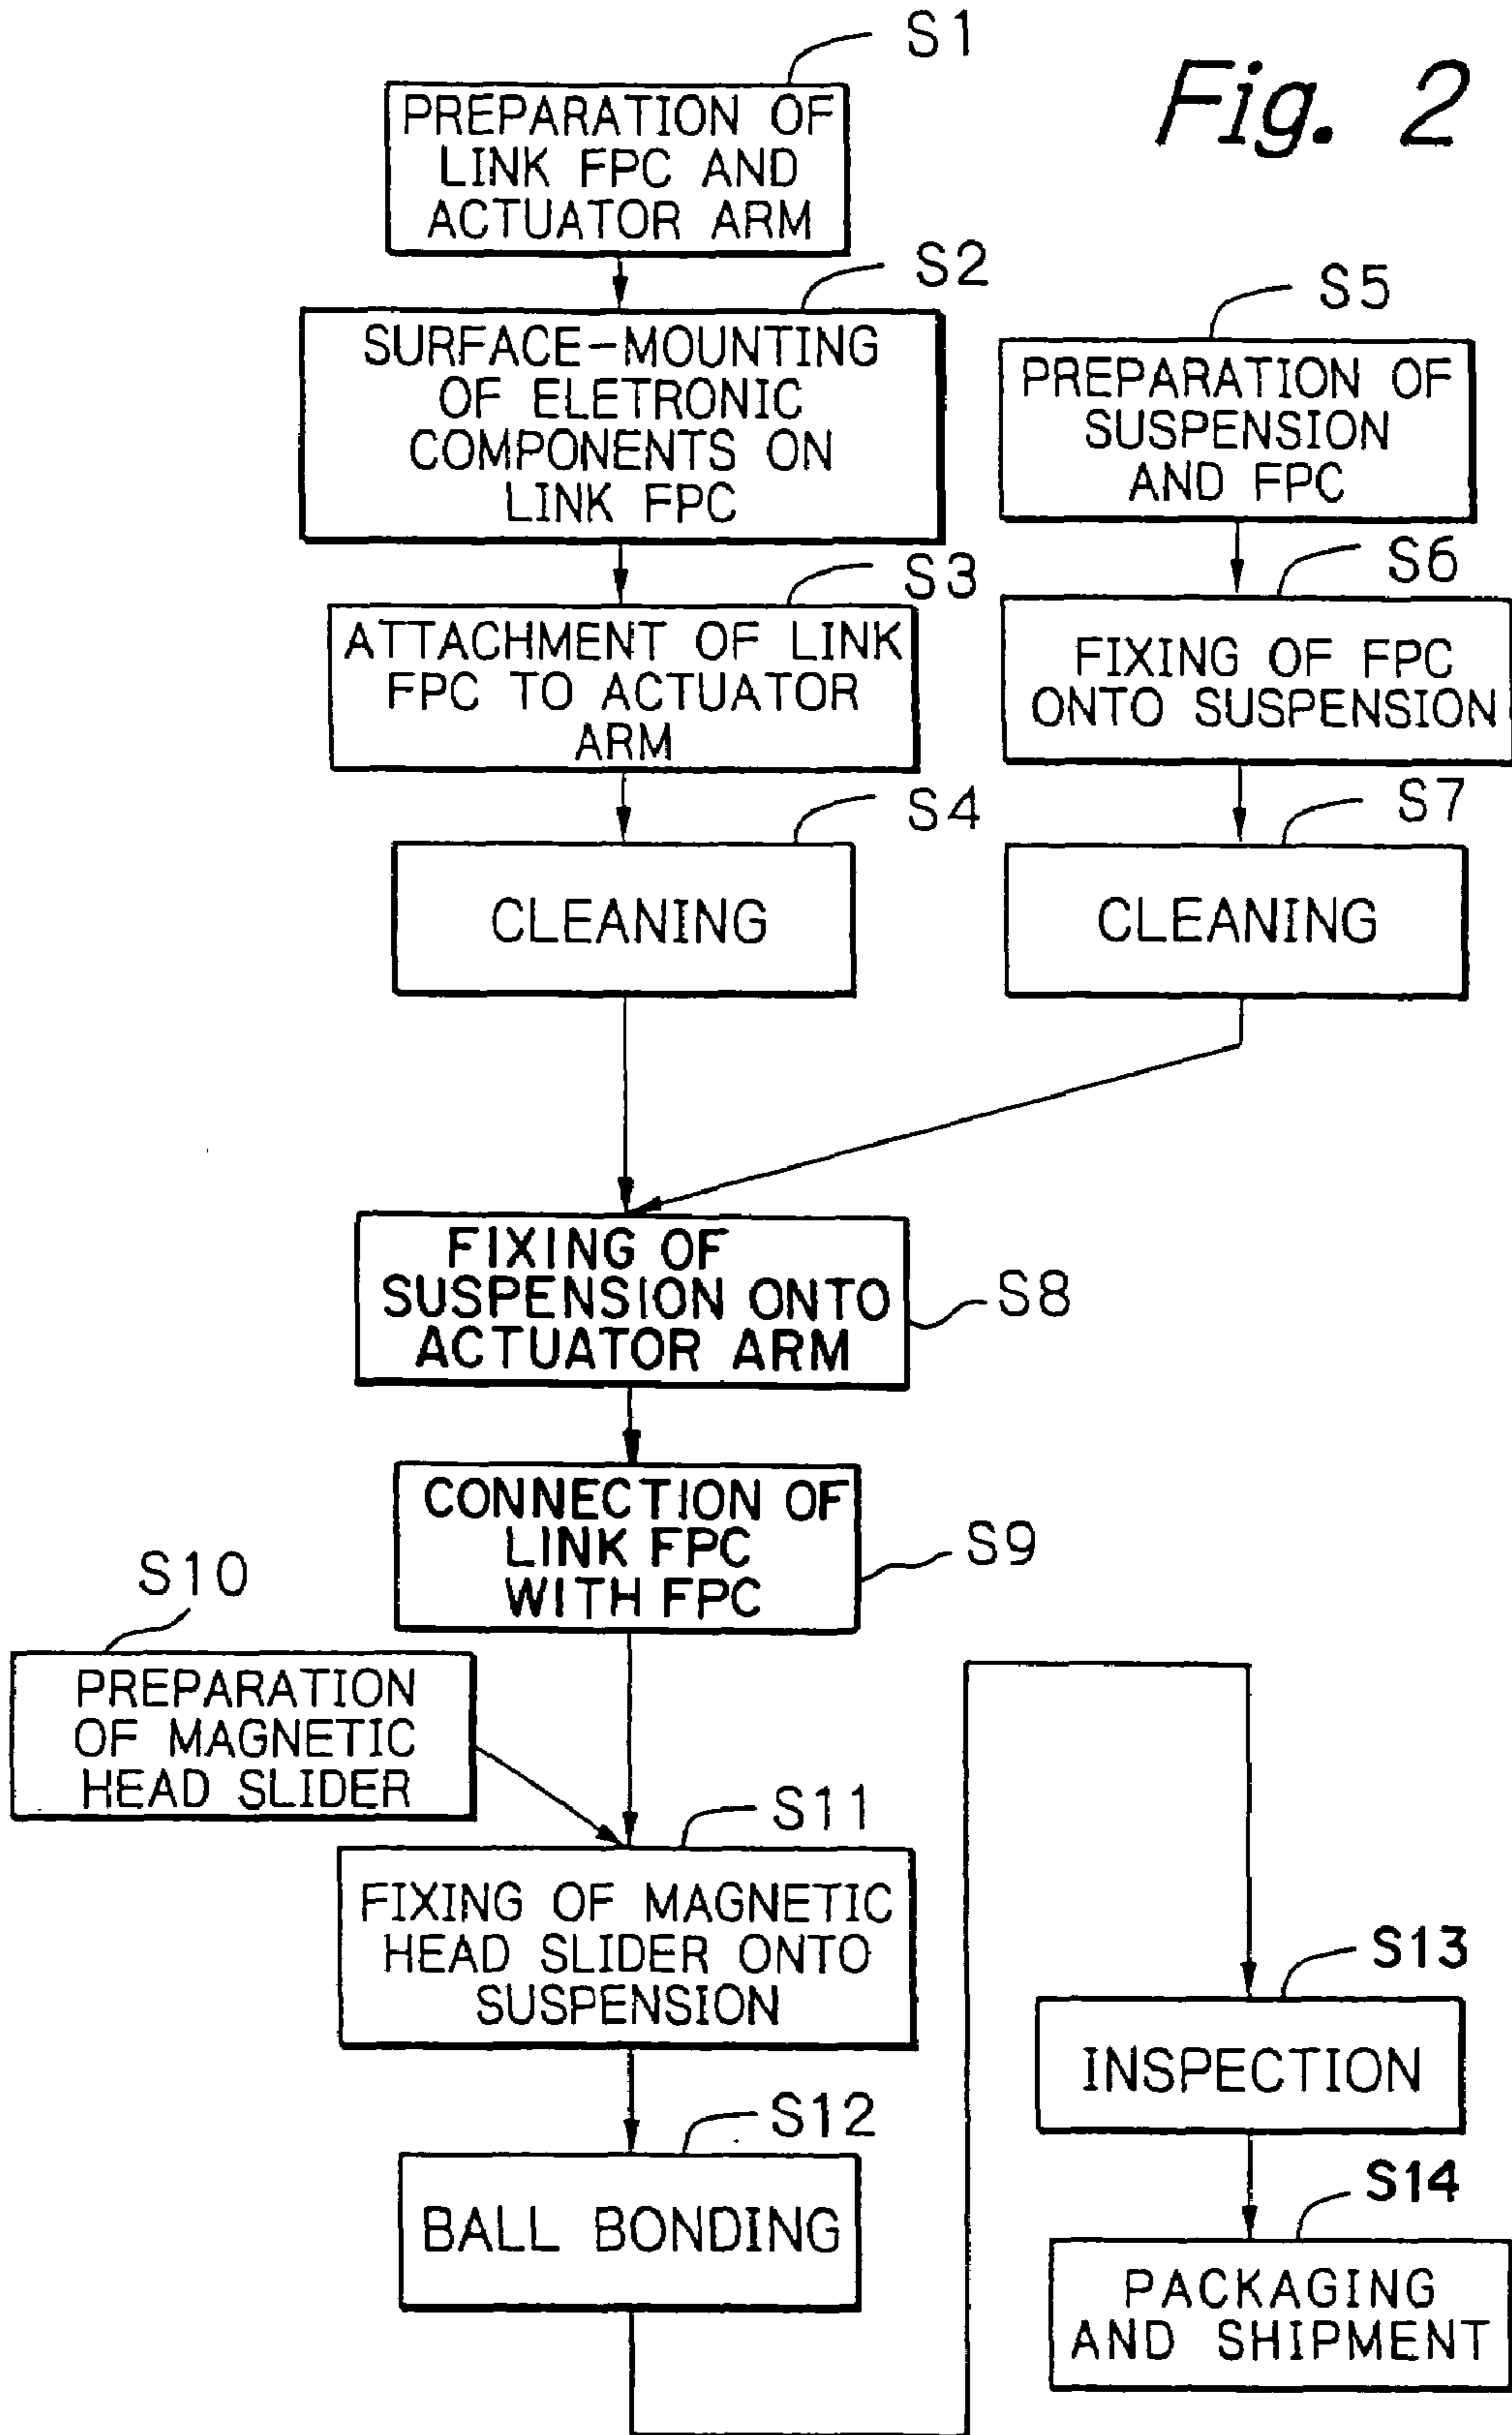 Fig. 2
S1
PREPARATION OF
LINK FPC AND
ACTUATOR ARM
S2
SURFACE-MOUNTING
OF ELETRONIC
COMPONENTS ON
LINK FPC
S3
ATTACHMENT OF LINK
FPC TO ACTUATOR
ARM
S4
CLEANING
S5
PREPARATION OF
SUSPENSION
AND FPC
S6
FIXING OF FPC
ONTO SUSPENSION
S7
CLEANING
FIXING OF
SUSPENSION ONTO
ACTUATOR ARM
S8
CONNECTION OF
LINK FPC
WITH FPC
S9
S10
PREPARATION
OF MAGNETIC
HEAD SLIDER
S11
FIXING OF MAGNETIC
HEAD SLIDER ONTO
SUSPENSION
S12
BALL BONDING
S13
INSPECTION
S14
PACKAGING
AND SHIPMENT